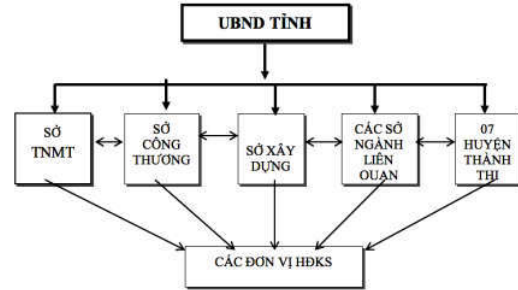 UBND TỈNH
SỞ
TNMT
SỞ
CÔNG
THƯƠNG
SỞ XÂY
DỰNG
CÁC SỞ
NGÀNH
LIÊN
QUAN
07
HUYỆN
THÀNH
THỊ
CÁC ĐƠN VỊ HĐKS